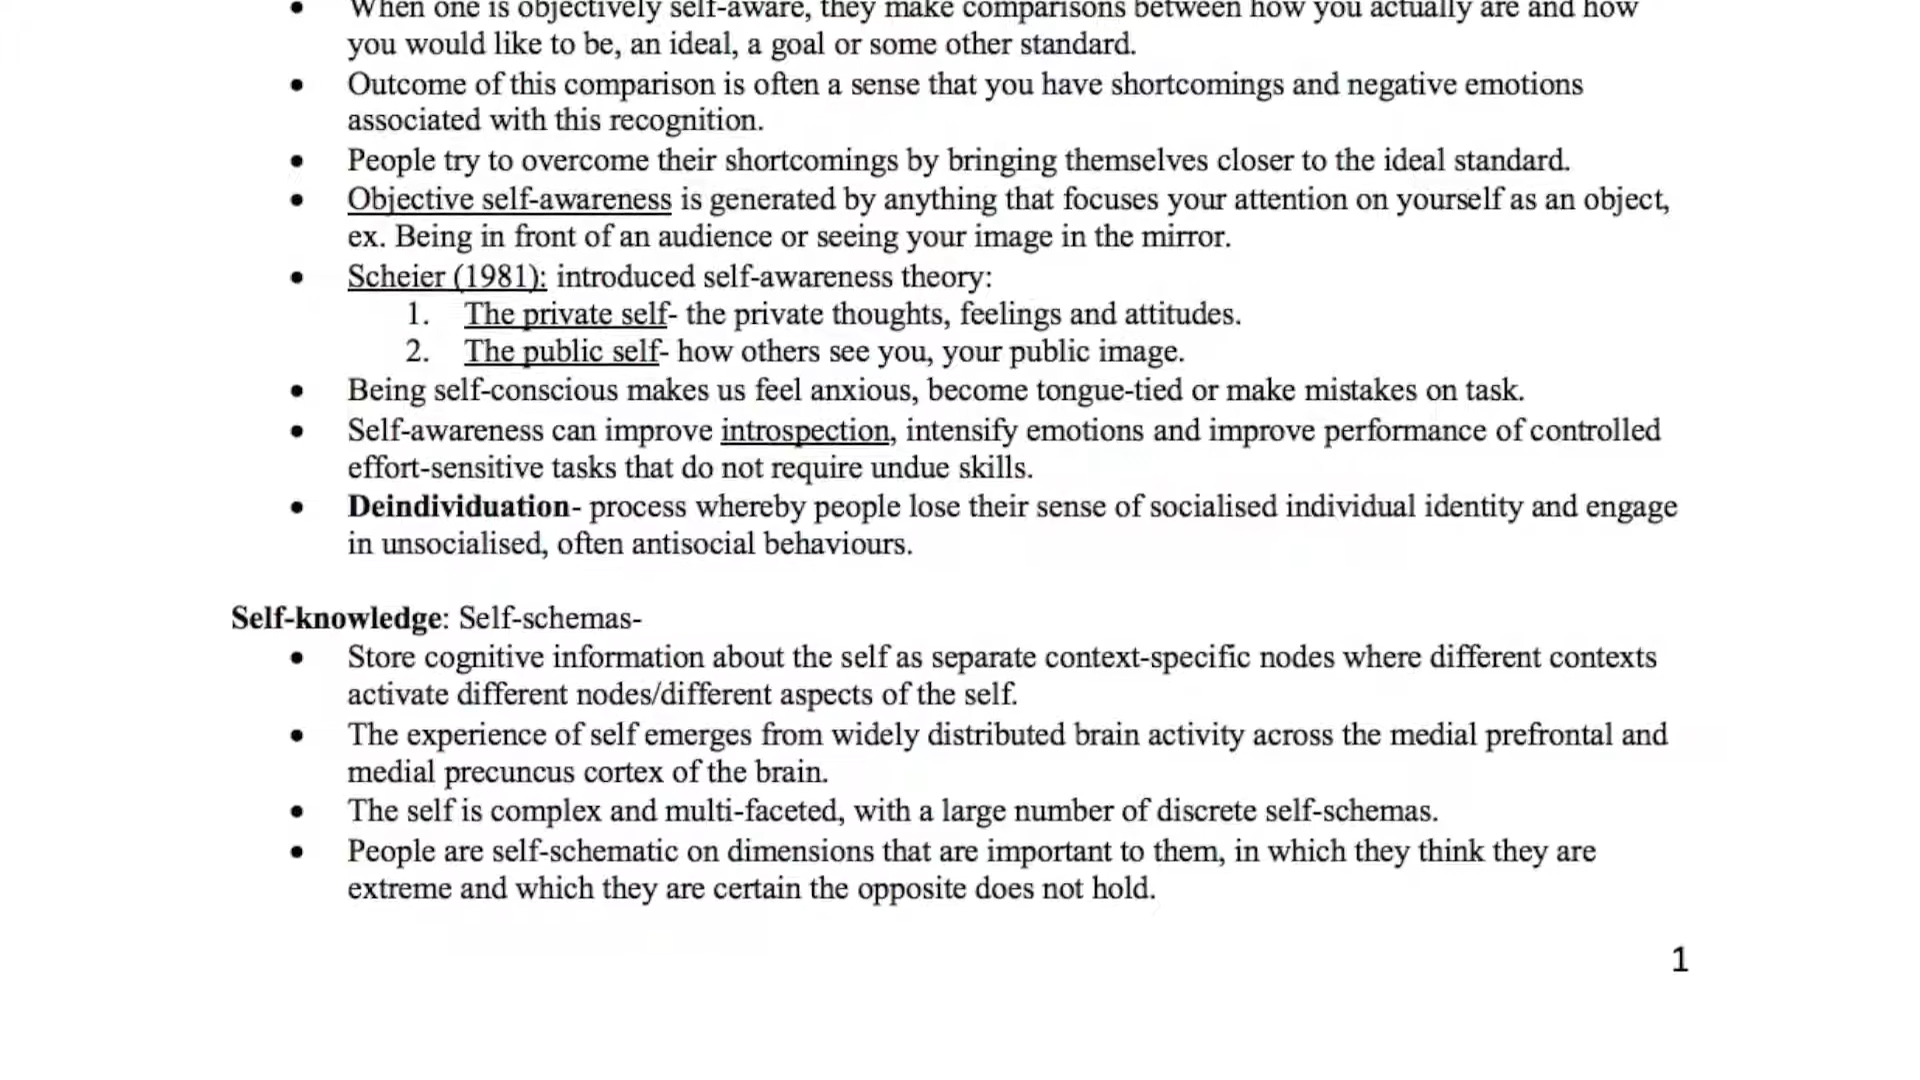 • When one is objectively self-aware, they make comparisons between how you actually are and how
you would like to be, an ideal, a goal or some other standard.
• Outcome of this comparison is often a sense that you have shortcomings and negative emotions
associated with this recognition.
• People try to overcome their shortcomings by bringing themselves closer to the ideal standard.
• Objective self-awareness is generated by anything that focuses your attention on yourself as an object,
ex. Being in front of an audience or seeing your image in the mirror.
• Scheier (1981): introduced self-awareness theory:
1. The private self- the private thoughts, feelings and attitudes.
2. The public self- how others see you, your public image.
• Being self-conscious makes us feel anxious, become tongue-tied or make mistakes on task.
• Self-awareness can improve introspection, intensify emotions and improve performance of controlled
effort-sensitive tasks that do not require undue skills.
• Deindividuation- process whereby people lose their sense of socialised individual identity and engage
in unsocialised, often antisocial behaviours.
Self-knowledge: Self-schemas-
• Store cognitive information about the self as separate context-specific nodes where different contexts
activate different nodes/different aspects of the self.
• The experience of self emerges from widely distributed brain activity across the medial prefrontal and
medial precuncus cortex of the brain.
• The self is complex and multi-faceted, with a large number of discrete self-schemas.
• People are self-schematic on dimensions that are important to them, in which they think they are
extreme and which they are certain the opposite does not hold.
1